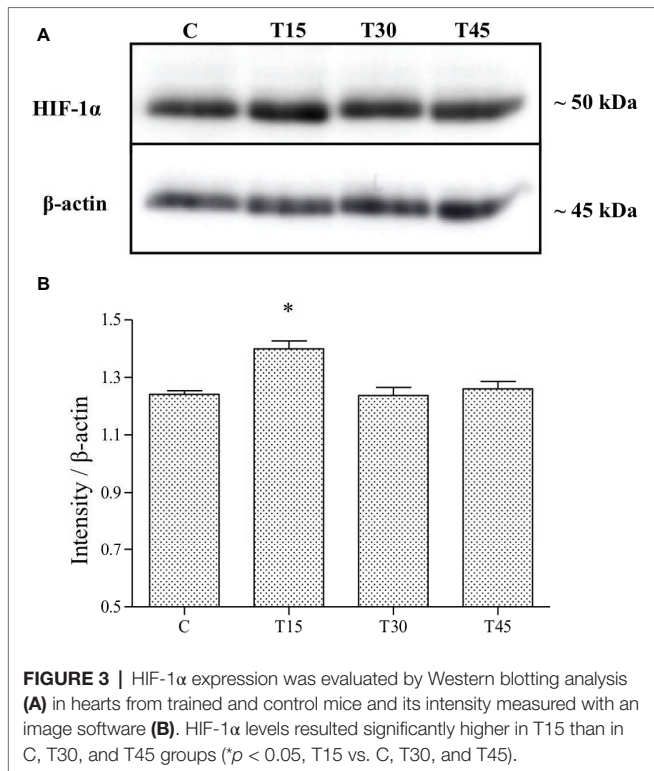 A
C T15 T30 T45
HIF-1α ~ 50 kDa
β-actin ~ 45 kDa
B
*
1.5
1.3
1.1
0.9
0.7
0.5
Intensity / β-actin
C T15 T30 T45
FIGURE 3 | HIF-1α expression was evaluated by Western blotting analysis
(A) in hearts from trained and control mice and its intensity measured with an
image software (B). HIF-1α levels resulted significantly higher in T15 than in
C, T30, and T45 groups (*p < 0.05, T15 vs. C, T30, and T45).